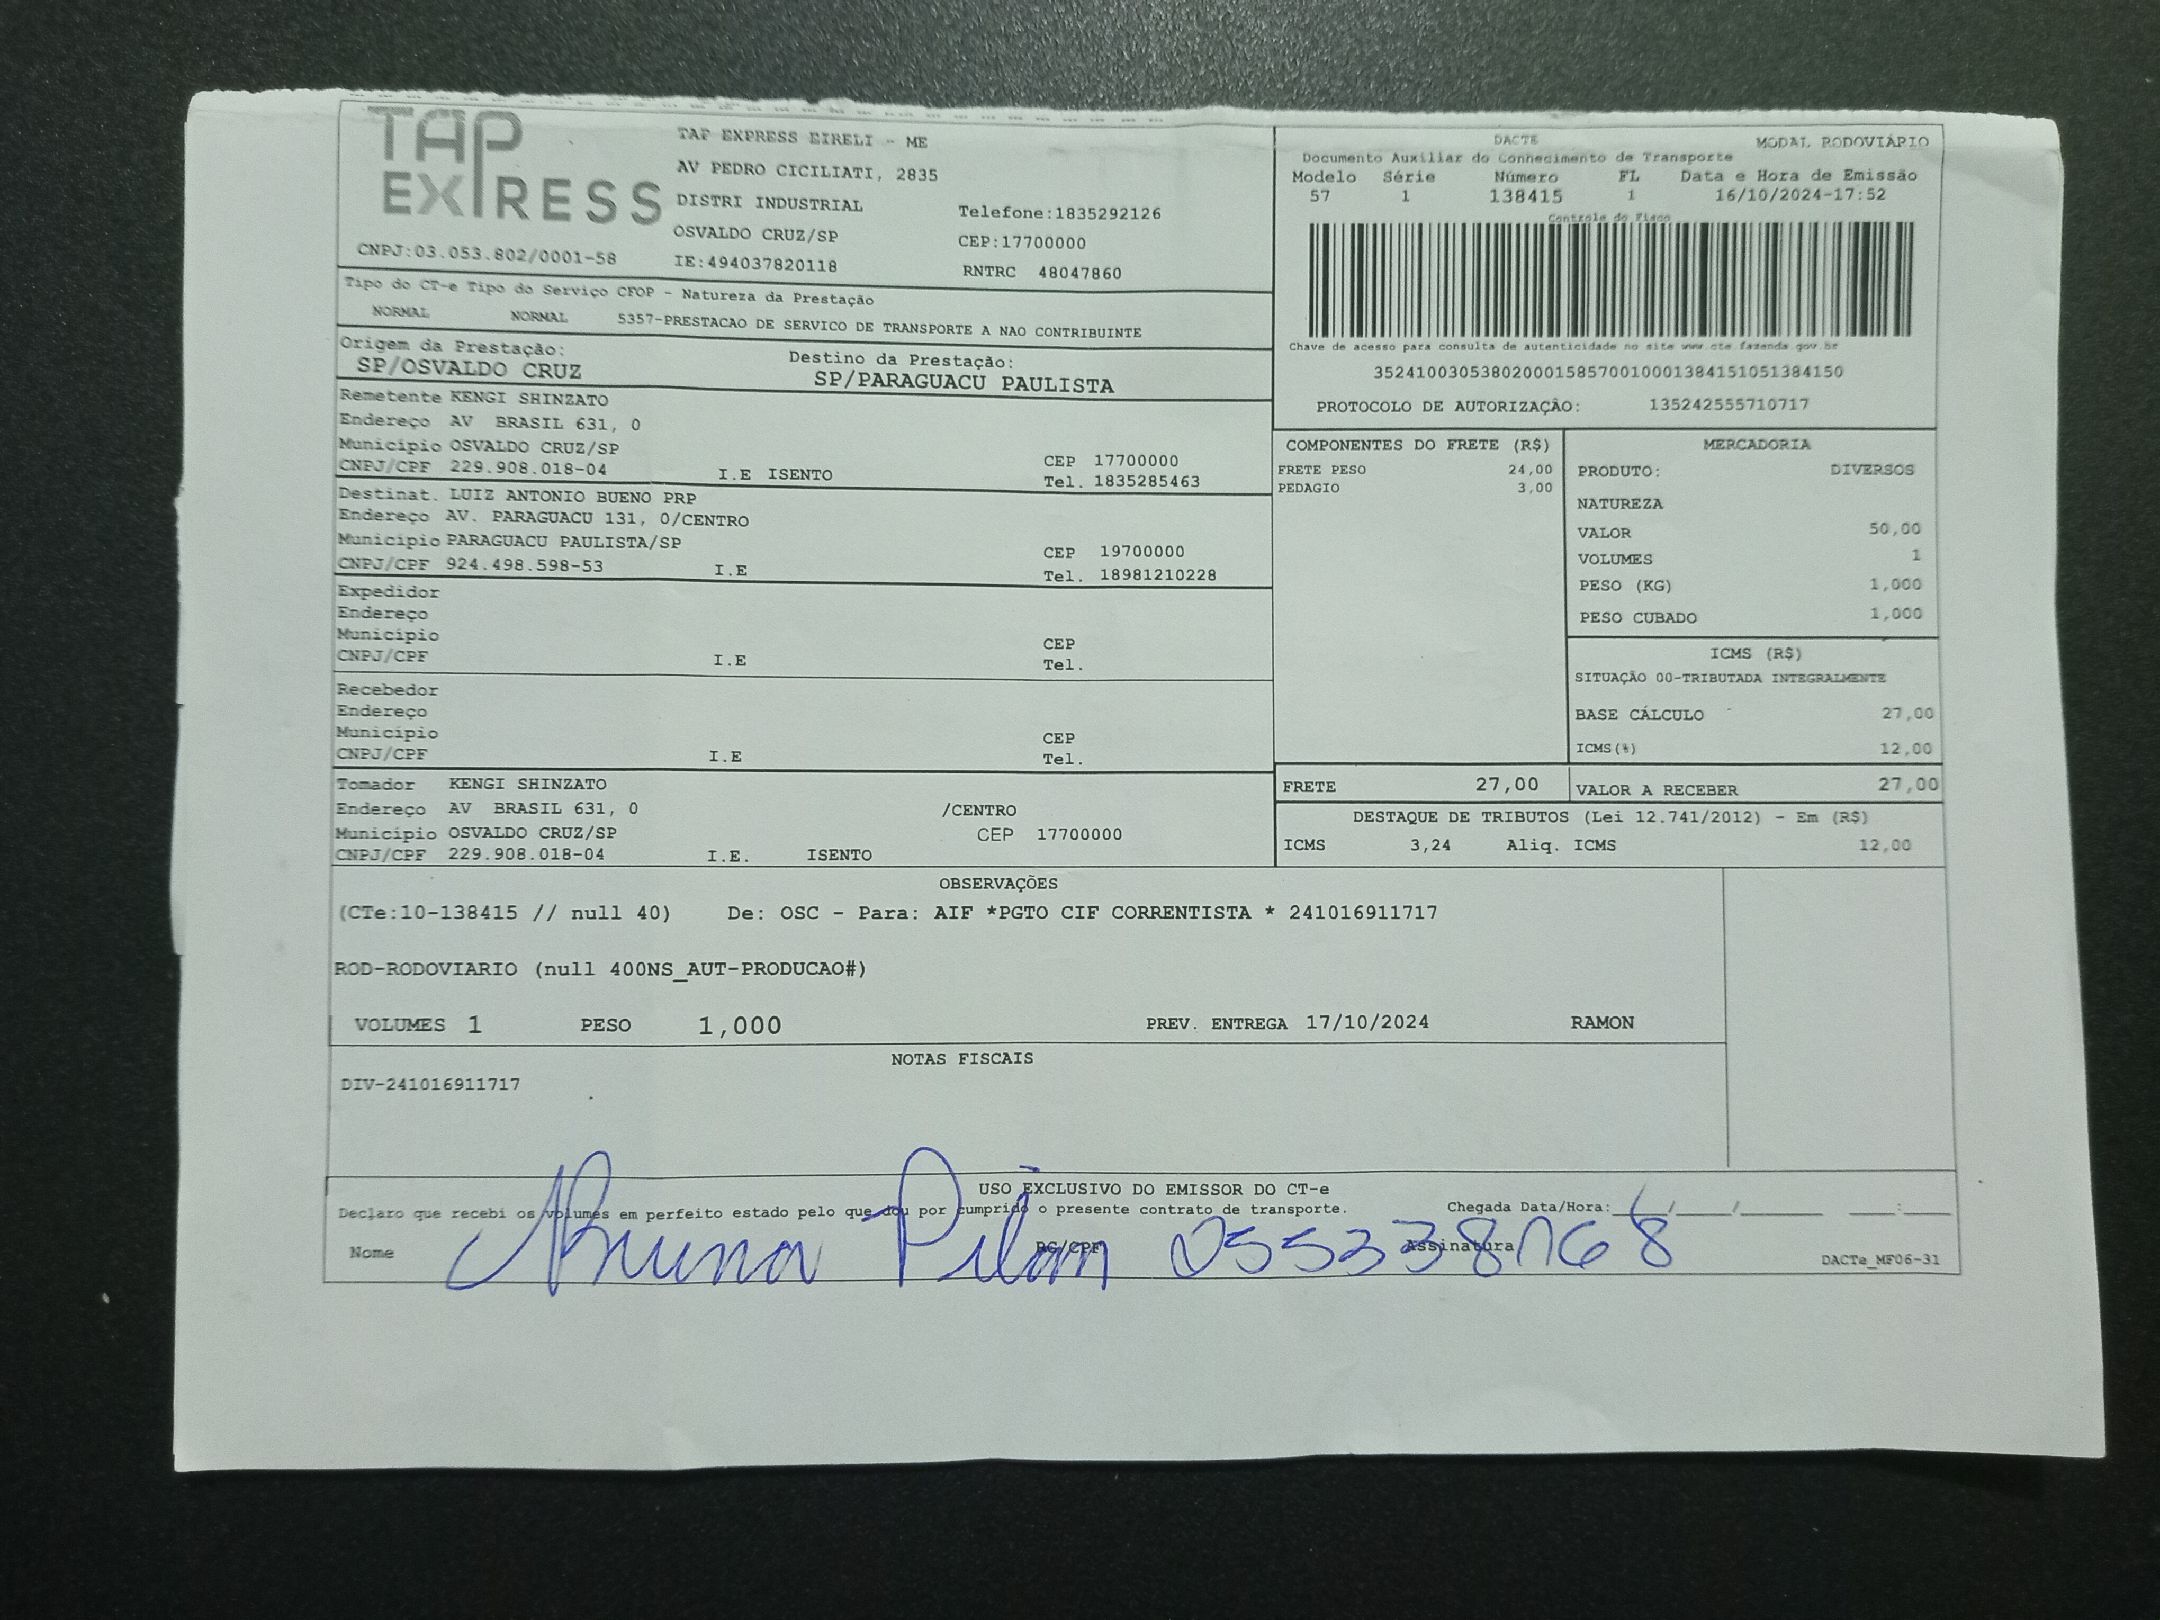 TAP EXPRESS
TAP EXPRESS EIRELI - ME
AV PEDRO CICILIATI, 2835
DISTRI INDUSTRIAL
Telefone:1835292126
OSVALDO CRUZ/SP
CEP:17700000
CNPJ:03.053.802/0001-58
IE:494037820118
RNTRC 48047860
DACTE
MODAL RODOVIÁRIO
Documento Auxiliar do Conhecimento de Transporte
Modelo Série Número FL Data e Hora de Emissão
57 1 138415 1 16/10/2024-17:52
Controle do Fisco
Chave de acesso para consulta de autenticidade no site www.cte.fazenda.gov.br
35241003053802000158570010001384151051384150
PROTOCOLO DE AUTORIZAÇÃO: 135242555710717
Tipo do CT-e Tipo do Serviço CFOP - Natureza da Prestação
NORMAL NORMAL 5357-PRESTACAO DE SERVICO DE TRANSPORTE A NAO CONTRIBUINTE
Origem da Prestação:
SP/OSVALDO CRUZ
Destino da Prestação:
SP/PARAGUACU PAULISTA
Remetente KENGI SHINZATO
Endereço AV BRASIL 631, 0
Município OSVALDO CRUZ/SP
CEP 17700000
CNPJ/CPF 229.908.018-04 I.E ISENTO
Tel. 1835285463
Destinat. LUIZ ANTONIO BUENO PRP
Endereço AV. PARAGUACU 131, 0/CENTRO
Município PARAGUACU PAULISTA/SP
CEP 19700000
CNPJ/CPF 924.498.598-53 I.E
Tel. 18981210228
Expedidor
Endereço
Município
CEP
CNPJ/CPF I.E
Tel.
Recebedor
Endereço
Município
CEP
CNPJ/CPF I.E
Tel.
Tomador KENGI SHINZATO
Endereço AV BRASIL 631, 0 /CENTRO
Município OSVALDO CRUZ/SP CEP 17700000
CNPJ/CPF 229.908.018-04 I.E. ISENTO
COMPONENTES DO FRETE (R$)
FRETE PESO 24,00
PEDAGIO 3,00
MERCADORIA
PRODUTO: DIVERSOS
NATUREZA
VALOR 50,00
VOLUMES 1
PESO (KG) 1,000
PESO CUBADO 1,000
ICMS (R$)
SITUAÇÃO 00-TRIBUTADA INTEGRALMENTE
BASE CÁLCULO 27,00
ICMS(%) 12,00
FRETE 27,00 VALOR A RECEBER 27,00
DESTAQUE DE TRIBUTOS (Lei 12.741/2012) - Em (R$)
ICMS 3,24 Aliq. ICMS 12,00
OBSERVAÇÕES
(CTe:10-138415 // null 40) De: OSC - Para: AIF *PGTO CIF CORRENTISTA * 241016911717
ROD-RODOVIARIO (null 400NS_AUT-PRODUCAO#)
VOLUMES 1 PESO 1,000 PREV. ENTREGA 17/10/2024 RAMON
NOTAS FISCAIS
DIV-241016911717
USO EXCLUSIVO DO EMISSOR DO CT-e
Declaro que recebi os volumes em perfeito estado pelo que dou por cumprido o presente contrato de transporte. Chegada Data/Hora:
Nome RG/CPF Assinatura
DACTe_MF06-31